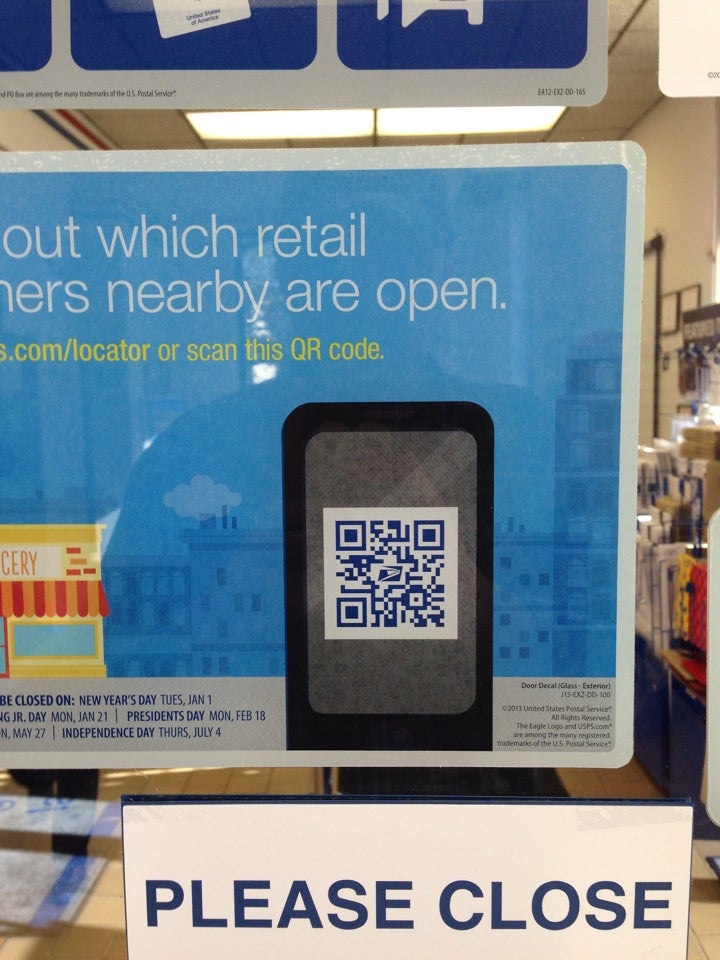 United States
of America
nd PO Box are among the many trademarks of the U.S. Postal Service®.
EA12-EXZ-DD-165
out which retail
ners nearby are open.
s.com/locator or scan this QR code.
CERY
BE CLOSED ON: NEW YEAR'S DAY TUES, JAN 1
NG JR. DAY MON, JAN 21 | PRESIDENTS DAY MON, FEB 18
N, MAY 27 | INDEPENDENCE DAY THURS, JULY 4
Door Decal (Glass - Exterior)
J13-EXZ-DD-100
©2013 United States Postal Service®.
All Rights Reserved.
The Eagle Logo and USPS.com®
are among the many registered
trademarks of the U.S. Postal Service®.
PLEASE CLOSE